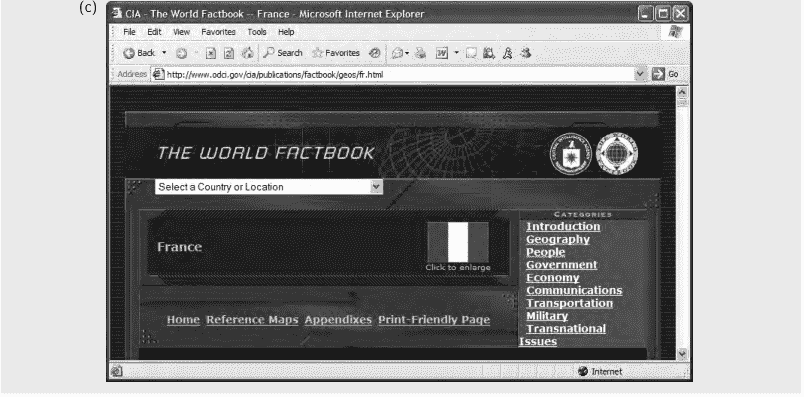 (c)
CIA - The World Factbook -- France - Microsoft Internet Explorer
File Edit View Favorites Tools Help
Back Search Favorites
Address http://www.odci.gov/cia/publications/factbook/geos/fr.html Go
THE WORLD FACTBOOK
Select a Country or Location
CATEGORIES
Introduction
Geography
People
Government
Economy
Communications
Transportation
Military
Transnational
Issues
France
Click to enlarge
Home Reference Maps Appendixes Print-Friendly Page
Internet